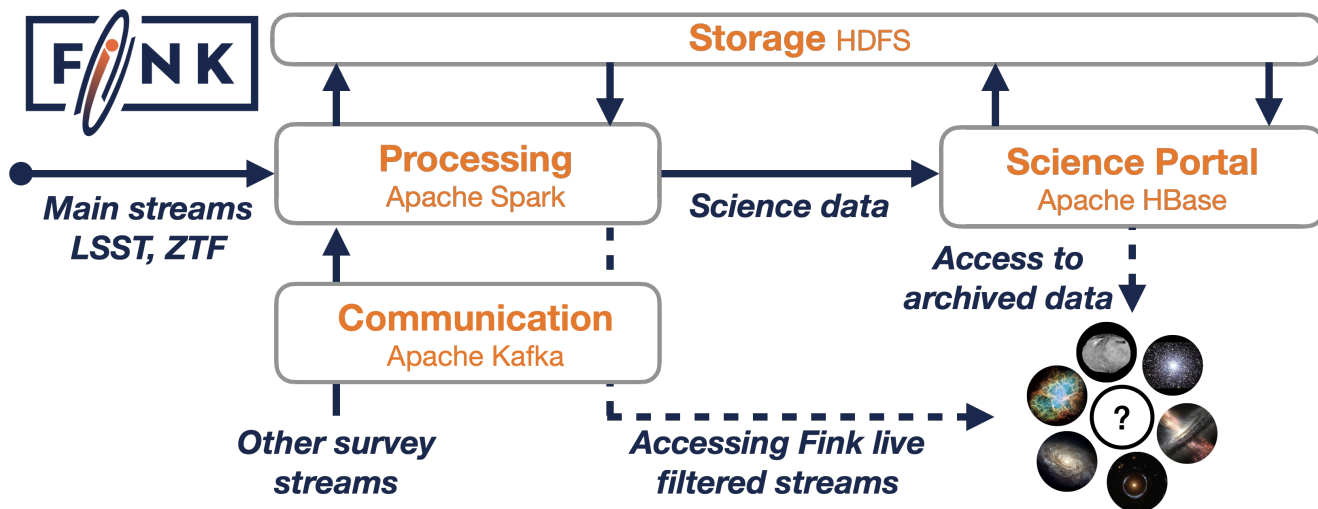 FINK
Storage HDFS
Processing
Apache Spark
Science Portal
Apache HBase
Main streams
LSST, ZTF
Science data
Access to
archived data
Communication
Apache Kafka
Other survey
streams
Accessing Fink live
filtered streams
?